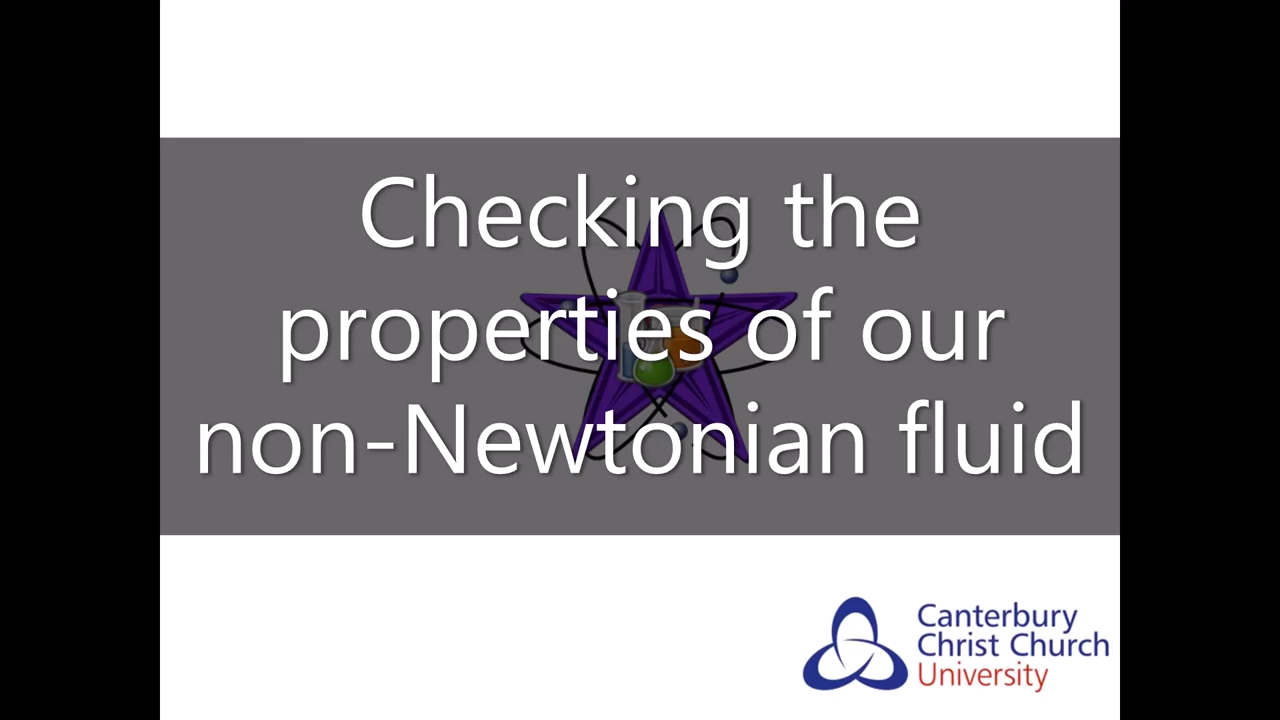 Checking the
properties of our
non-Newtonian fluid
Canterbury
Christ Church
University